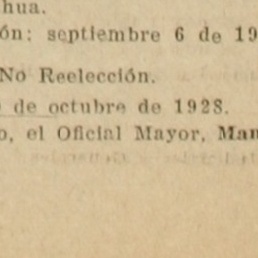 hua.
ón: septiembre 6 de 19
No Reelección.
de octubre de 1928.
o, el Oficial Mayor, Man